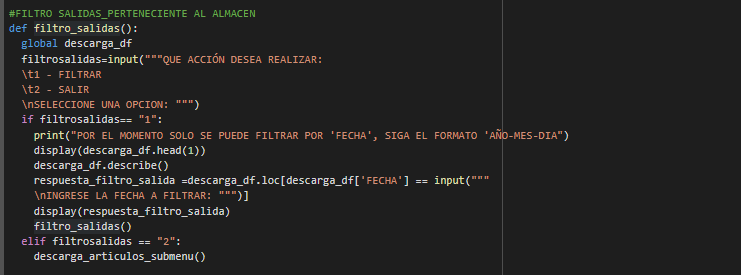 #FILTRO SALIDAS_PERTENECIENTE AL ALMACEN
def filtro_salidas():
  global descarga_df
  filtrosalidas=input("""QUE ACCIÓN DESEA REALIZAR:
  \t1 - FILTRAR
  \t2 - SALIR
  \nSELECCIONE UNA OPCION: """)
  if filtrosalidas== "1":
    print("POR EL MOMENTO SOLO SE PUEDE FILTRAR POR 'FECHA', SIGA EL FORMATO 'AÑO-MES-DIA")
    display(descarga_df.head(1))
    descarga_df.describe()
    respuesta_filtro_salida =descarga_df.loc[descarga_df['FECHA'] == input("""
    \nINGRESE LA FECHA A FILTRAR: """)]
    display(respuesta_filtro_salida)
    filtro_salidas()
  elif filtrosalidas == "2":
    descarga_articulos_submenu()